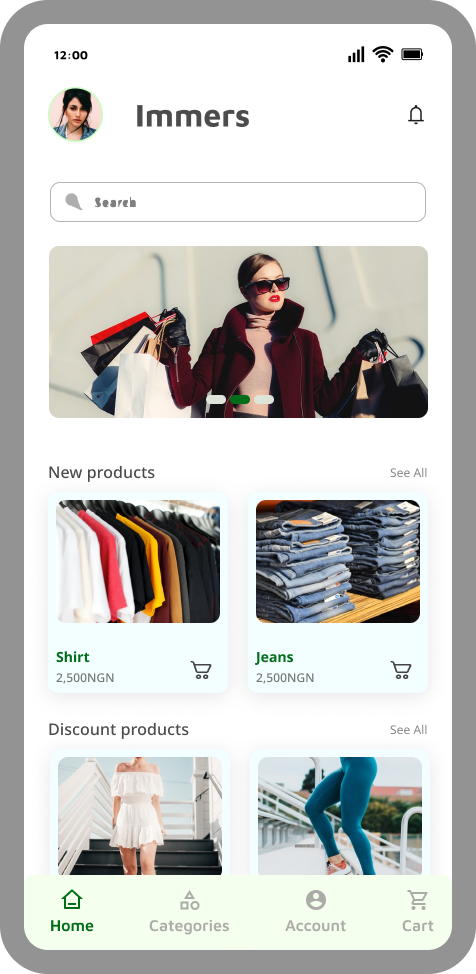 12:00
Immers
Search
New products See All
Shirt Jeans
2,500NGN 2,500NGN
Discount products See All
Home Categories Account Cart